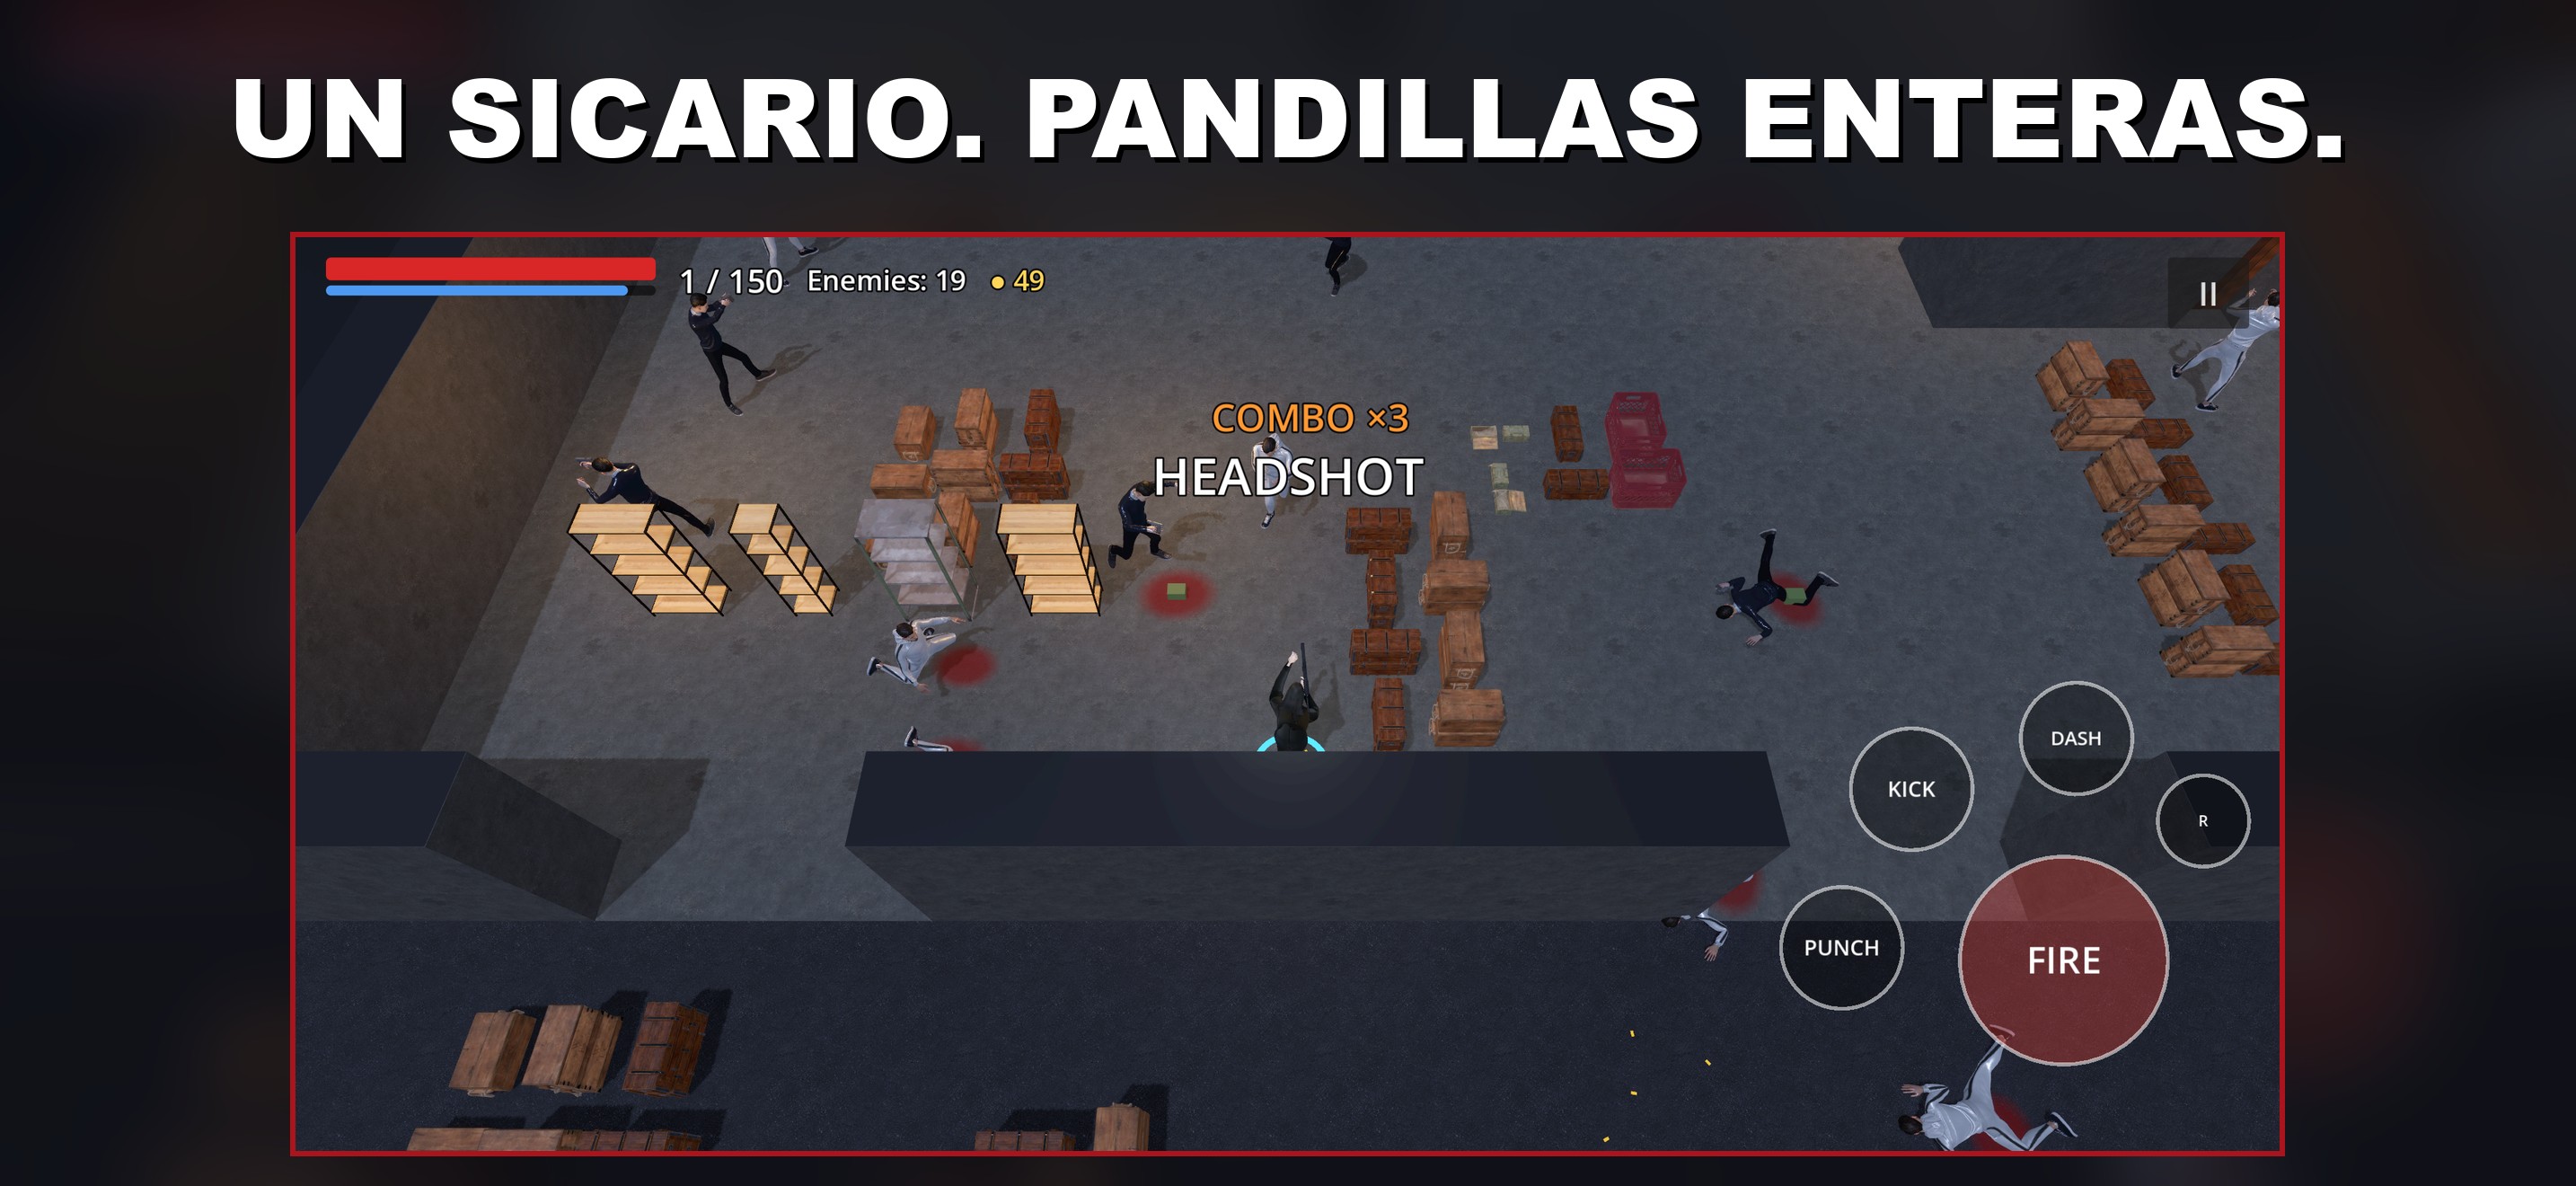 UN SICARIO. PANDILLAS ENTERAS.
1 / 150 Enemies: 19 49
COMBO ×3
HEADSHOT
DASH
KICK
R
PUNCH
FIRE